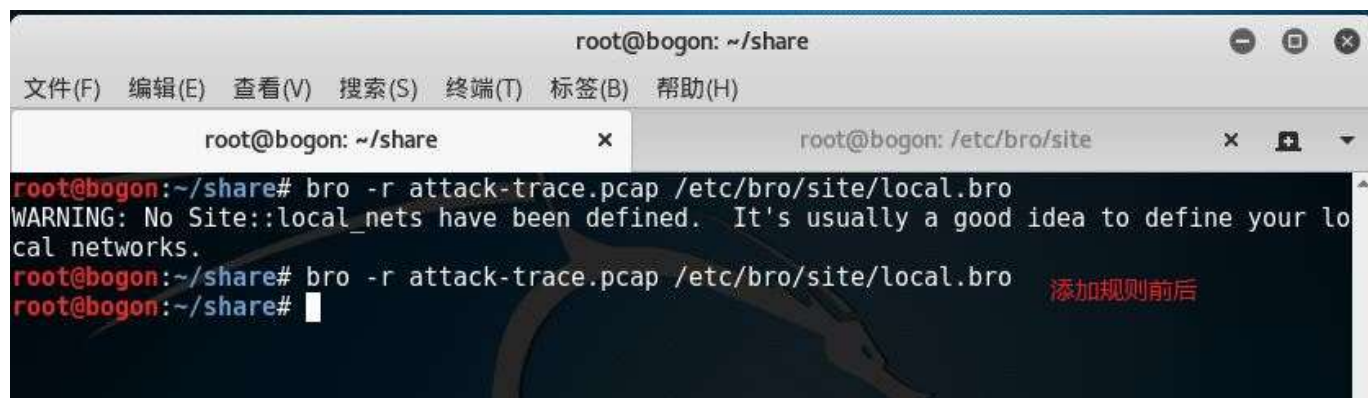 root@bogon: ~/share
文件(F) 编辑(E) 查看(V) 搜索(S) 终端(T) 标签(B) 帮助(H)
root@bogon: ~/share × root@bogon: /etc/bro/site ×
root@bogon:~/share# bro -r attack-trace.pcap /etc/bro/site/local.bro
WARNING: No Site::local_nets have been defined.  It's usually a good idea to define your lo
cal networks.
root@bogon:~/share# bro -r attack-trace.pcap /etc/bro/site/local.bro 添加规则前后
root@bogon:~/share#